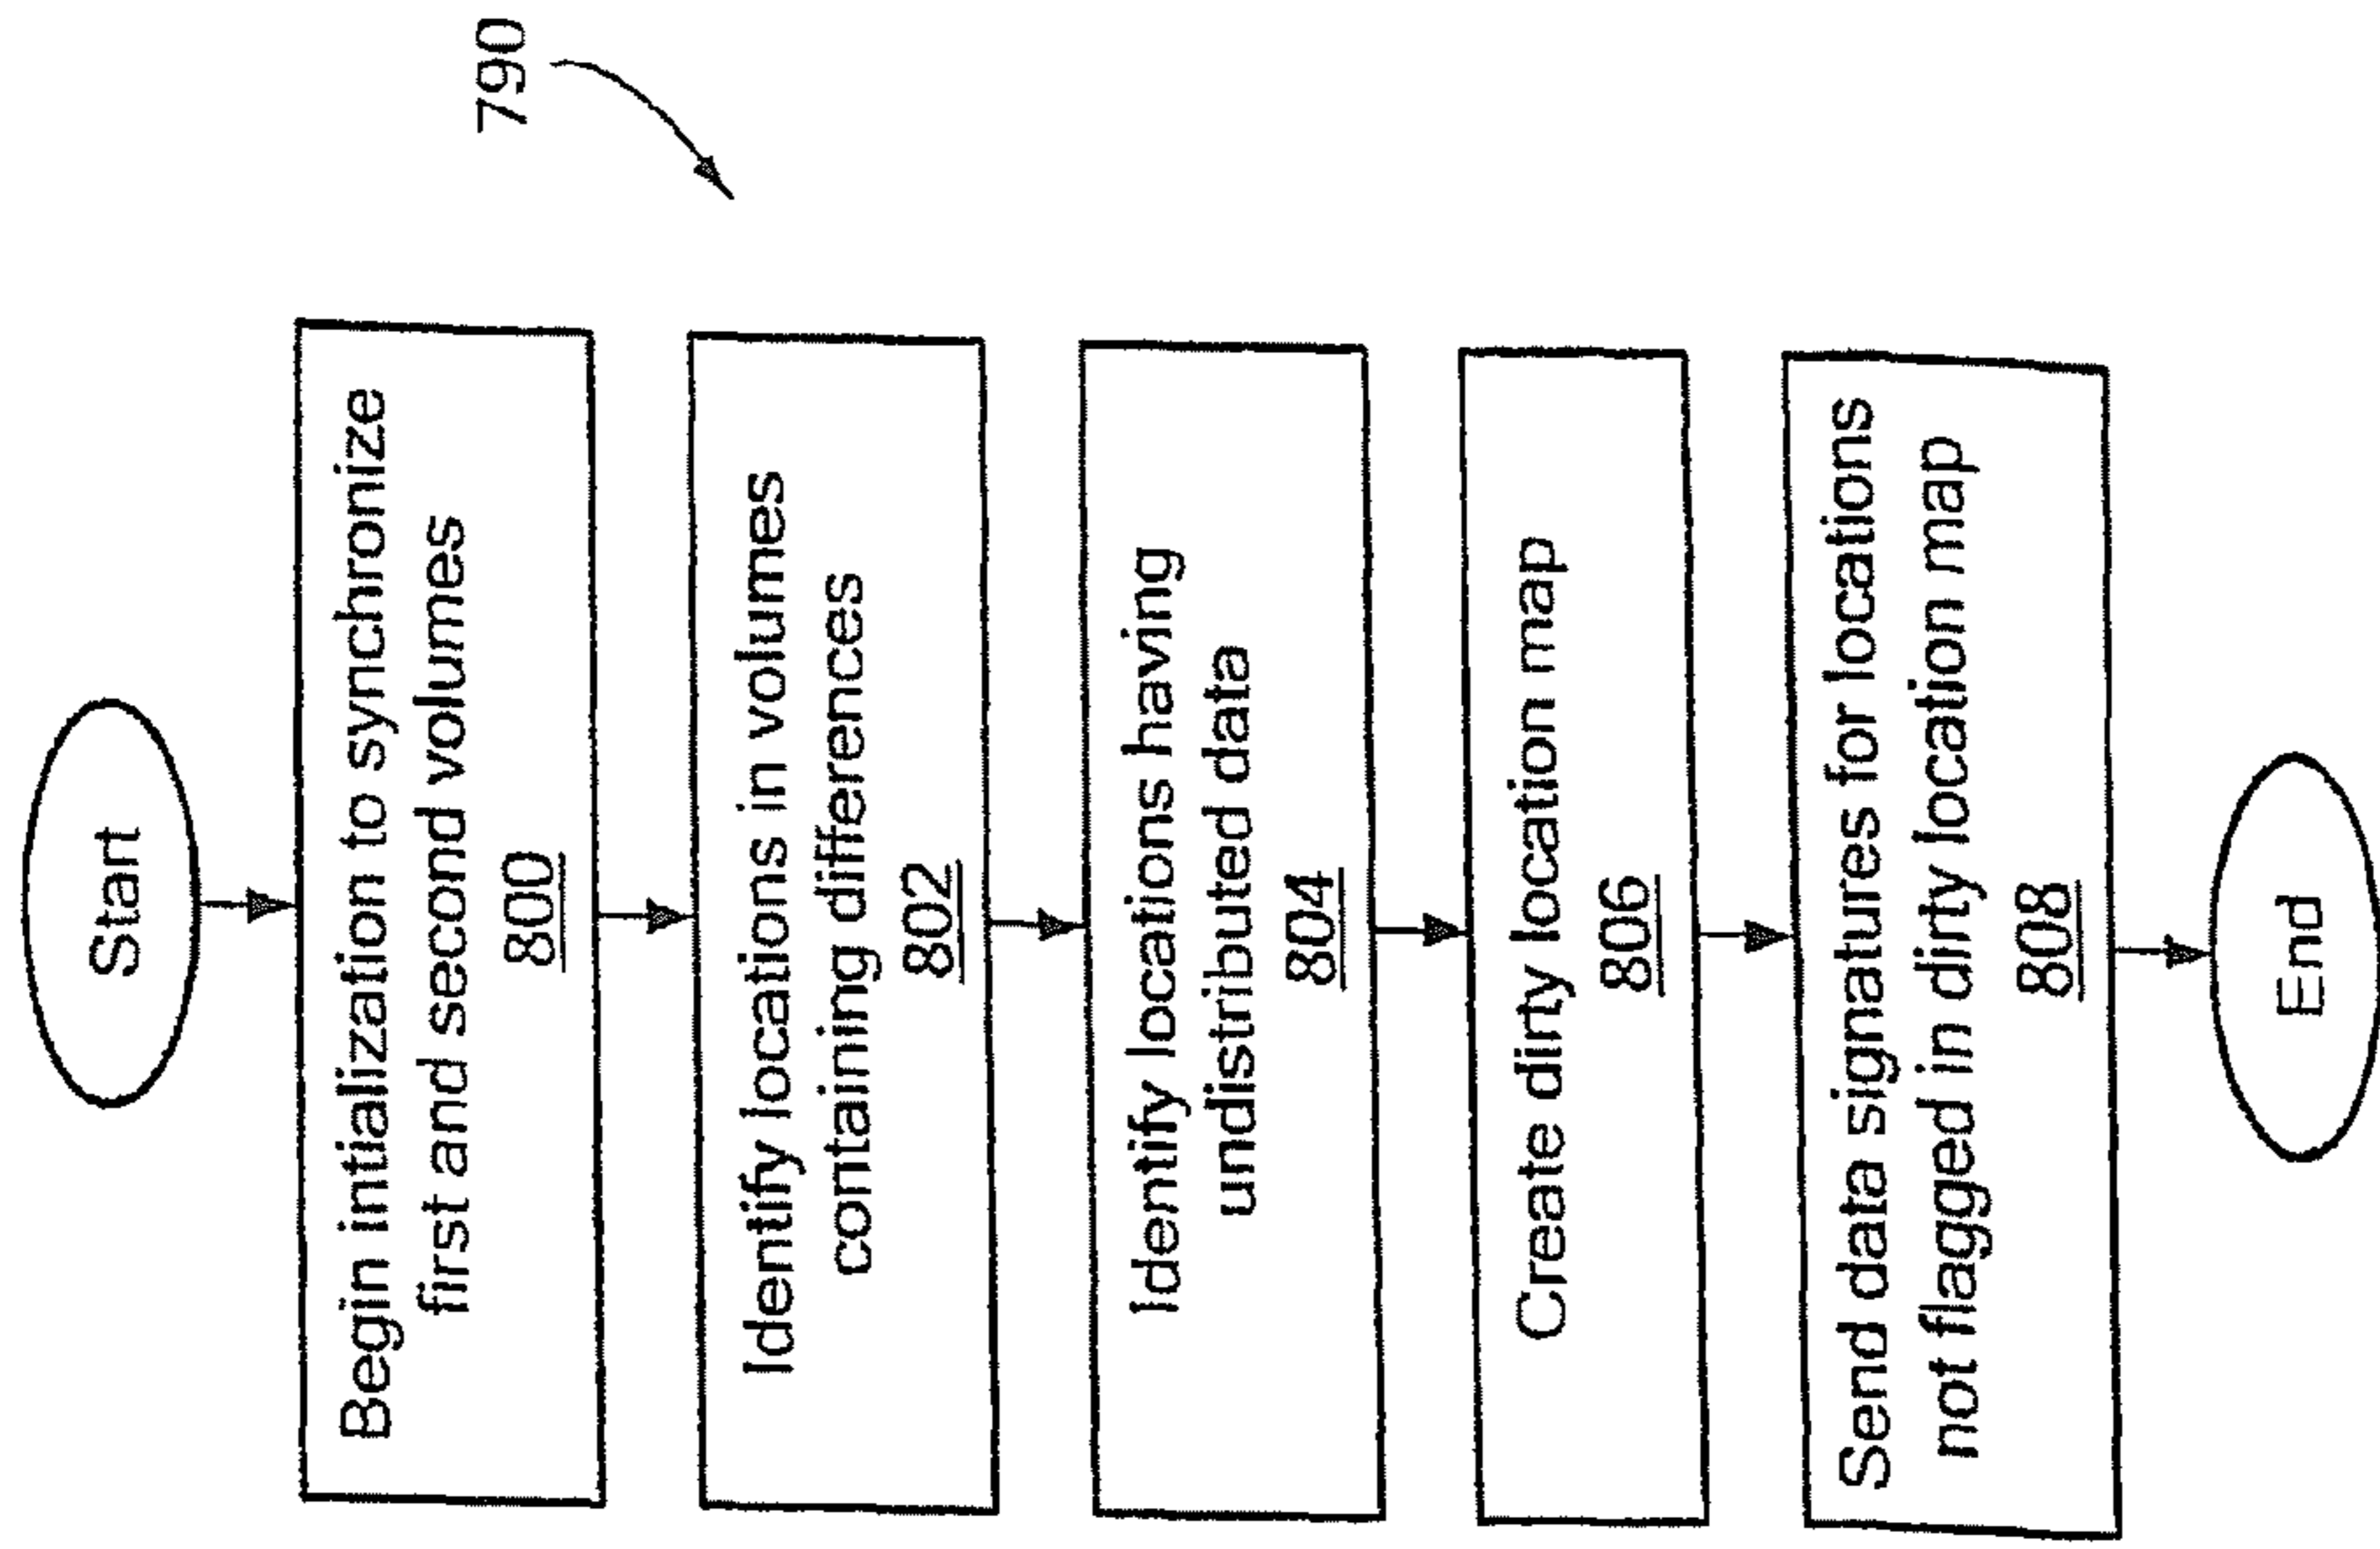 790
Start
Begin intialization to synchronize
first and second volumes
800
Identify locations in volumes
containing differences
802
Identify locations having
undistributed data
804
Create dirty location map
806
Send data signatures for locations
not flagged in dirty location map
808
End